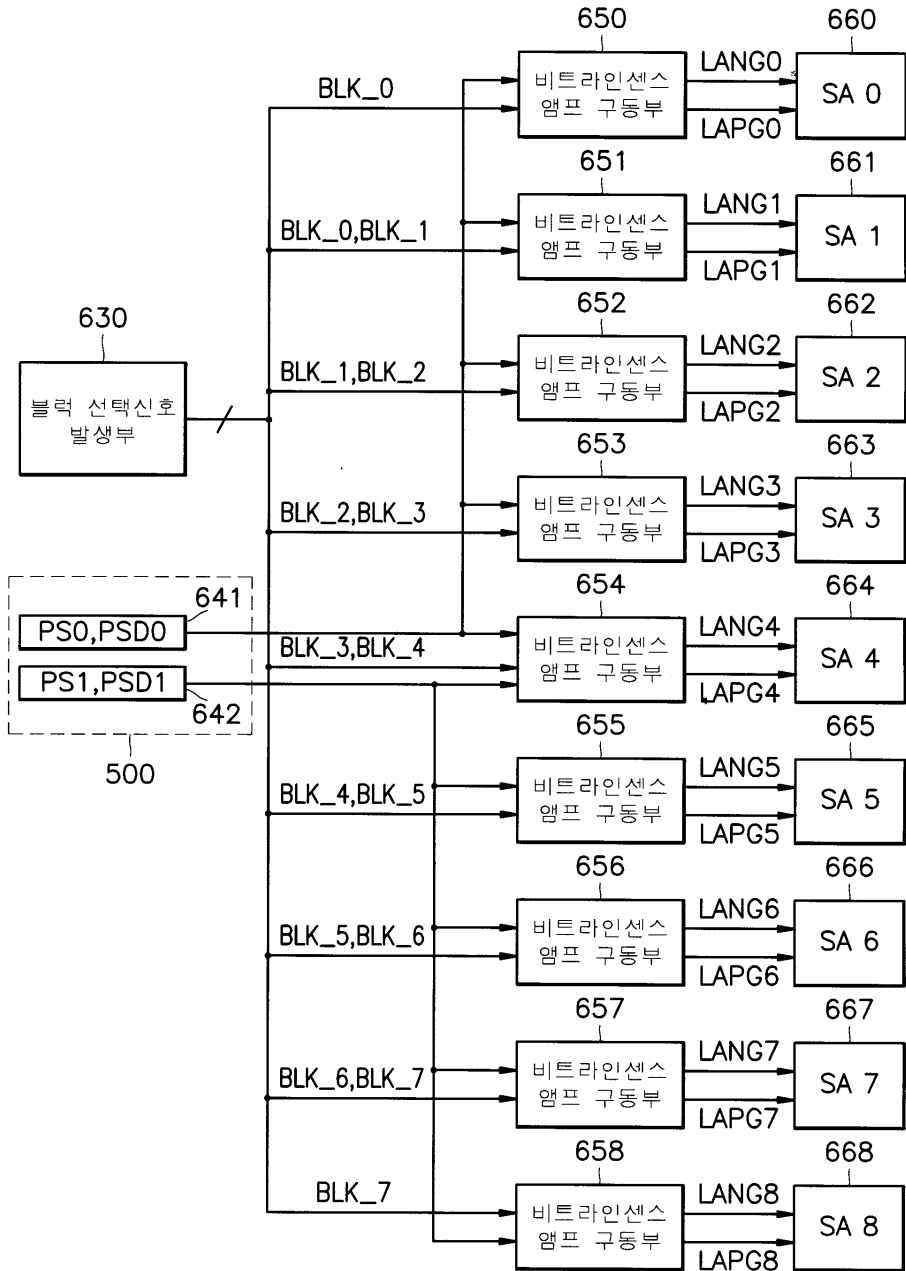 650
660
BLK_0
비트라인센스
앰프 구동부
LANG0
LAPG0
SA 0
651
661
BLK_0,BLK_1
비트라인센스
앰프 구동부
LANG1
LAPG1
SA 1
630
652
662
블럭 선택신호
발생부
BLK_1,BLK_2
비트라인센스
앰프 구동부
LANG2
LAPG2
SA 2
653
663
BLK_2,BLK_3
비트라인센스
앰프 구동부
LANG3
LAPG3
SA 3
641
654
664
PS0,PSD0
PS1,PSD1
642
500
BLK_3,BLK_4
비트라인센스
앰프 구동부
LANG4
LAPG4
SA 4
655
665
BLK_4,BLK_5
비트라인센스
앰프 구동부
LANG5
LAPG5
SA 5
656
666
BLK_5,BLK_6
비트라인센스
앰프 구동부
LANG6
LAPG6
SA 6
657
667
BLK_6,BLK_7
비트라인센스
앰프 구동부
LANG7
LAPG7
SA 7
658
668
BLK_7
비트라인센스
앰프 구동부
LANG8
LAPG8
SA 8